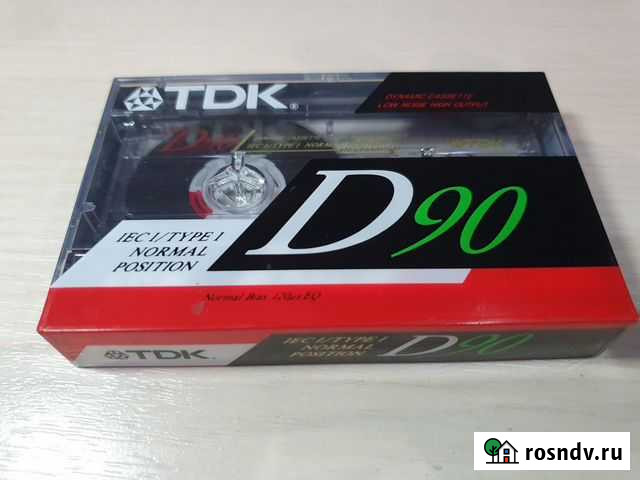 TDK®
DYNAMIC CASSETTE
LOW NOISE HIGH OUTPUT
IEC I/TYPE I
NORMAL
POSITION
D90
Normal Bias 120µs EQ
TDK®
IEC I/TYPE I
NORMAL
POSITION
D90
rosndv.ru